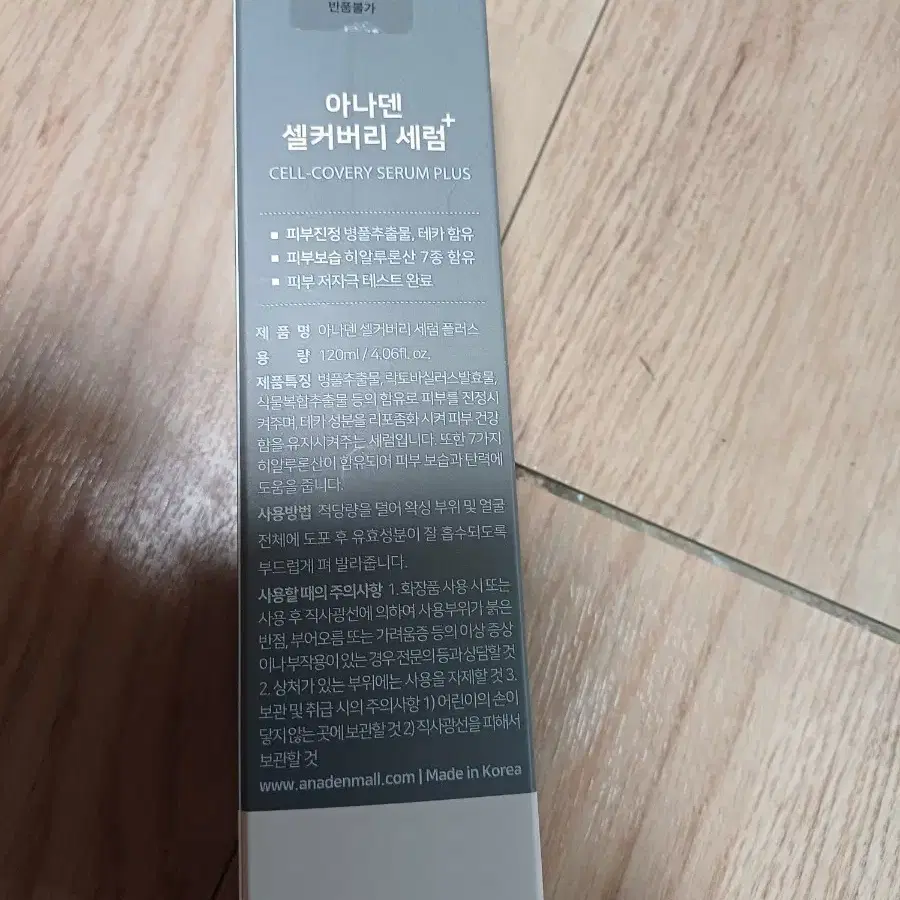 반품불가
아나덴
셀커버리 세럼+
CELL-COVERY SERUM PLUS
▪ 피부진정 병풀추출물, 테카 함유
▪ 피부보습 히알루론산 7종 함유
▪ 피부 저자극 테스트 완료
제 품 명 아나덴 셀커버리 세럼 플러스
용 량 120ml / 4.06fl. oz.
제품특징 병풀추출물, 락토바실러스발효물,
식물복합추출물 등의 함유로 피부를 진정시
켜주며, 테카 성분을 리포좀화 시켜 피부 건강
함을 유지시켜주는 세럼입니다. 또한 7가지
히알루론산이 함유되어 피부 보습과 탄력에
도움을 줍니다.
사용방법 적당량을 덜어 왁싱 부위 및 얼굴
전체에 도포 후 유효성분이 잘 흡수되도록
부드럽게 펴 발라줍니다.
사용할 때의 주의사항 1. 화장품 사용 시 또는
사용 후 직사광선에 의하여 사용부위가 붉은
반점, 부어오름 또는 가려움증 등의 이상 증상
이나 부작용이 있는 경우 전문의 등과 상담할 것
2. 상처가 있는 부위에는 사용을 자제할 것 3.
보관 및 취급 시의 주의사항 1) 어린이의 손이
닿지 않는 곳에 보관할 것 2) 직사광선을 피해서
보관할 것
www.anadenmall.com | Made in Korea